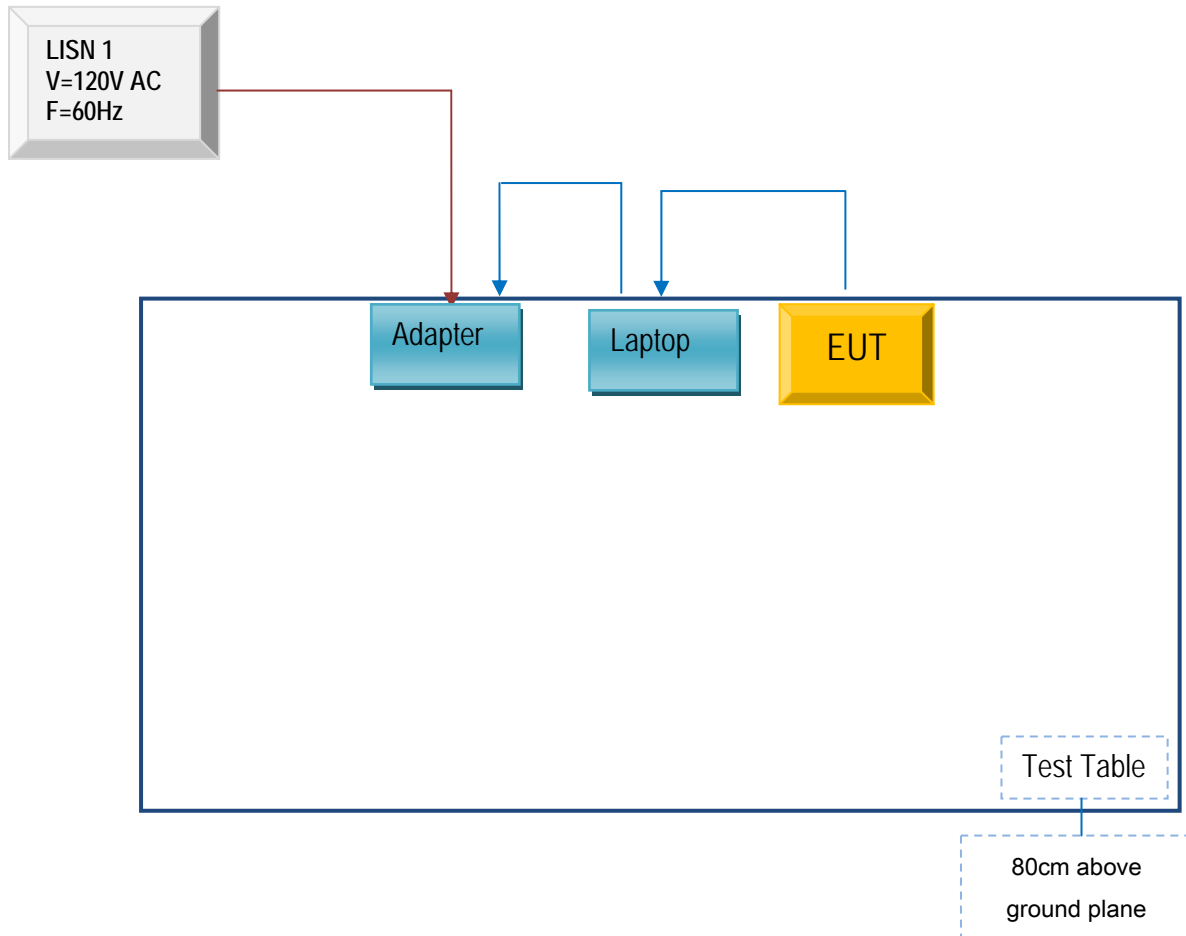 LISN 1
V=120V AC
F=60Hz
Adapter
Laptop
EUT
Test Table
80cm above
ground plane